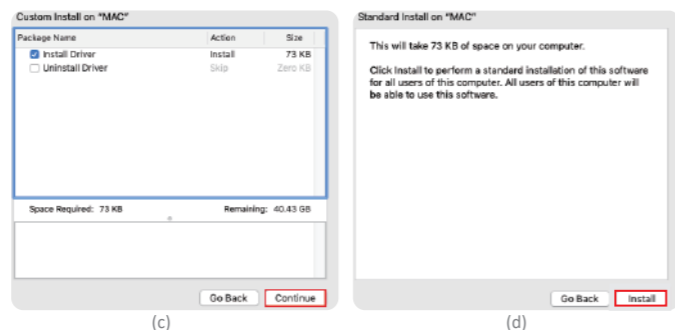 Custom Install on "MAC"
Package Name Action Size
Install Driver Install 73 KB
Uninstall Driver Skip Zero KB
Space Required: 73 KB Remaining: 40.43 GB
Go Back Continue
(c)
Standard Install on "MAC"
This will take 73 KB of space on your computer.
Click Install to perform a standard installation of this software
for all users of this computer. All users of this computer will
be able to use this software.
Go Back Install
(d)